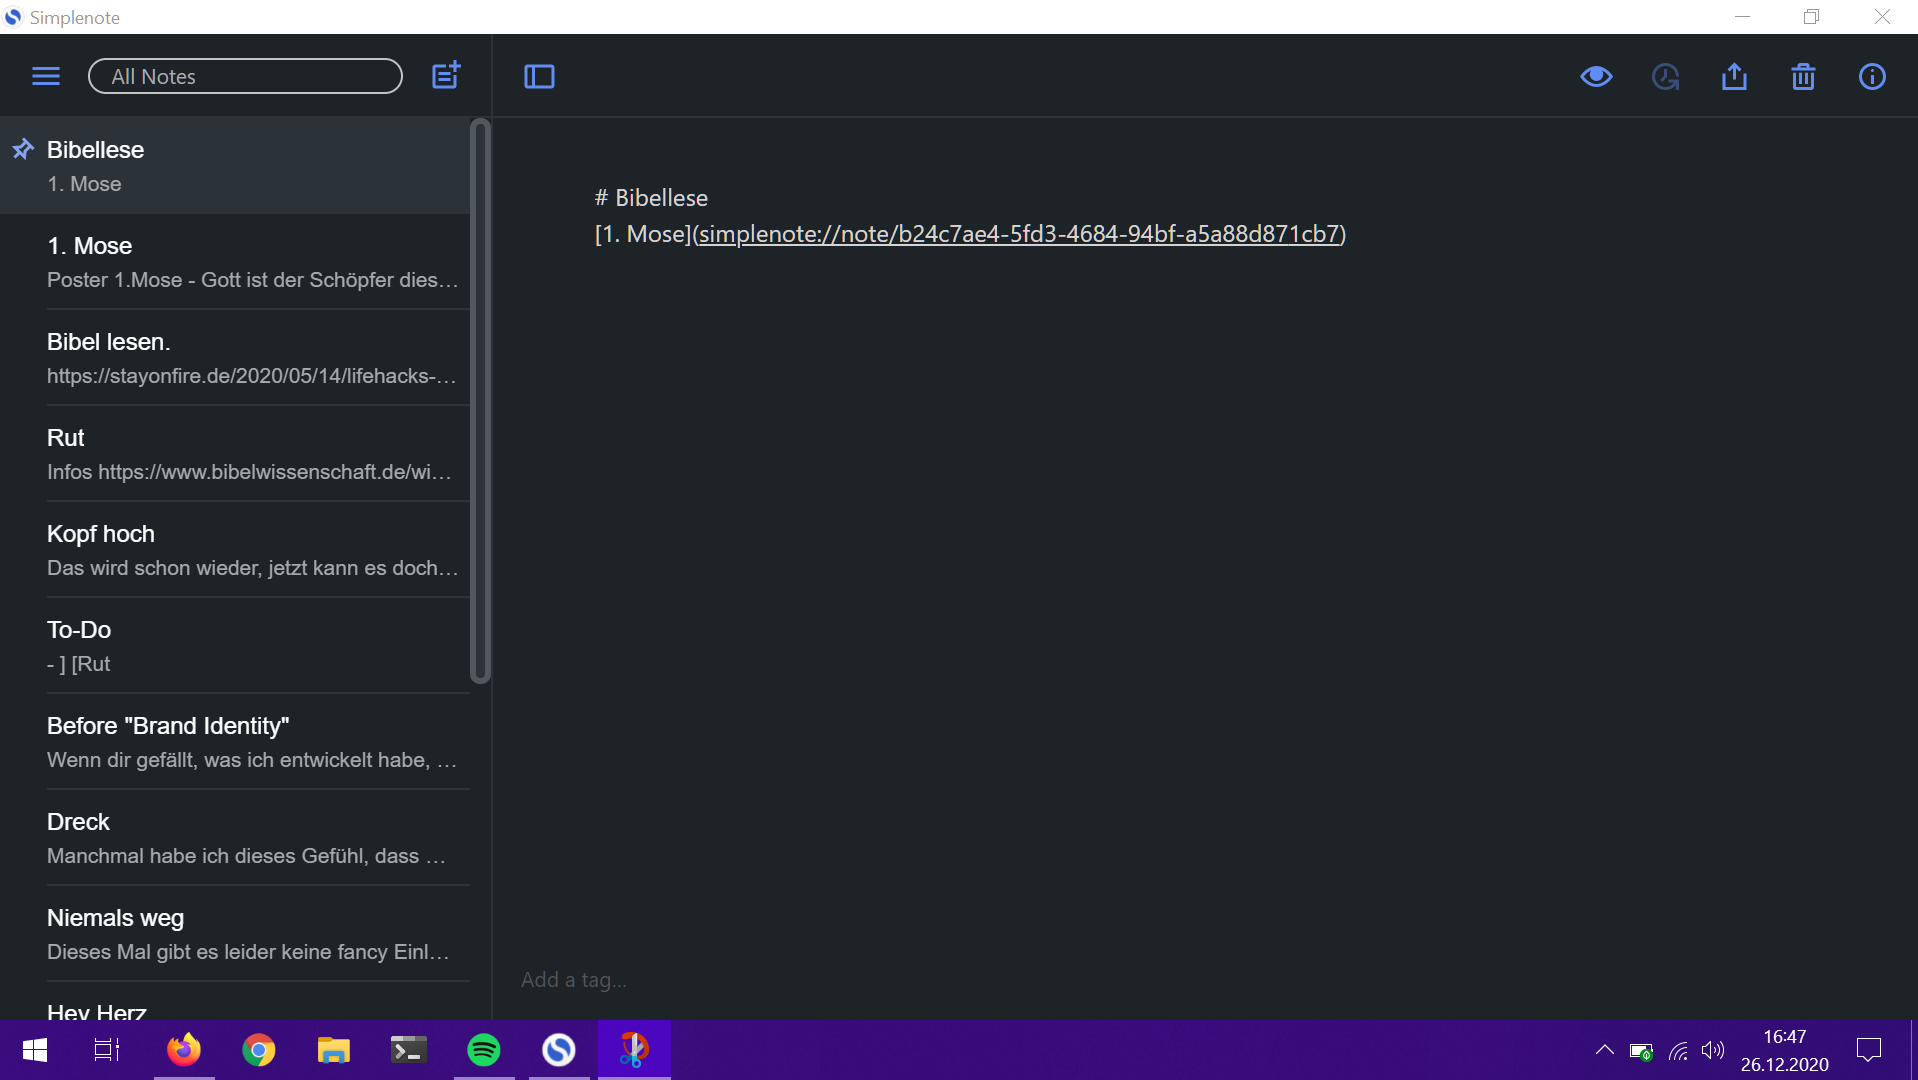 Simplenote
All Notes
Bibellese
1. Mose
1. Mose
Poster 1.Mose - Gott ist der Schöpfer dies…
Bibel lesen.
https://stayonfire.de/2020/05/14/lifehacks-…
Rut
Infos https://www.bibelwissenschaft.de/wi…
Kopf hoch
Das wird schon wieder, jetzt kann es doch…
To-Do
- ] [Rut
Before "Brand Identity"
Wenn dir gefällt, was ich entwickelt habe, …
Dreck
Manchmal habe ich dieses Gefühl, dass …
Niemals weg
Dieses Mal gibt es leider keine fancy Einl…
Hey Herz
# Bibellese
[1. Mose](simplenote://note/b24c7ae4-5fd3-4684-94bf-a5a88d871cb7)
Add a tag...
16:47
26.12.2020